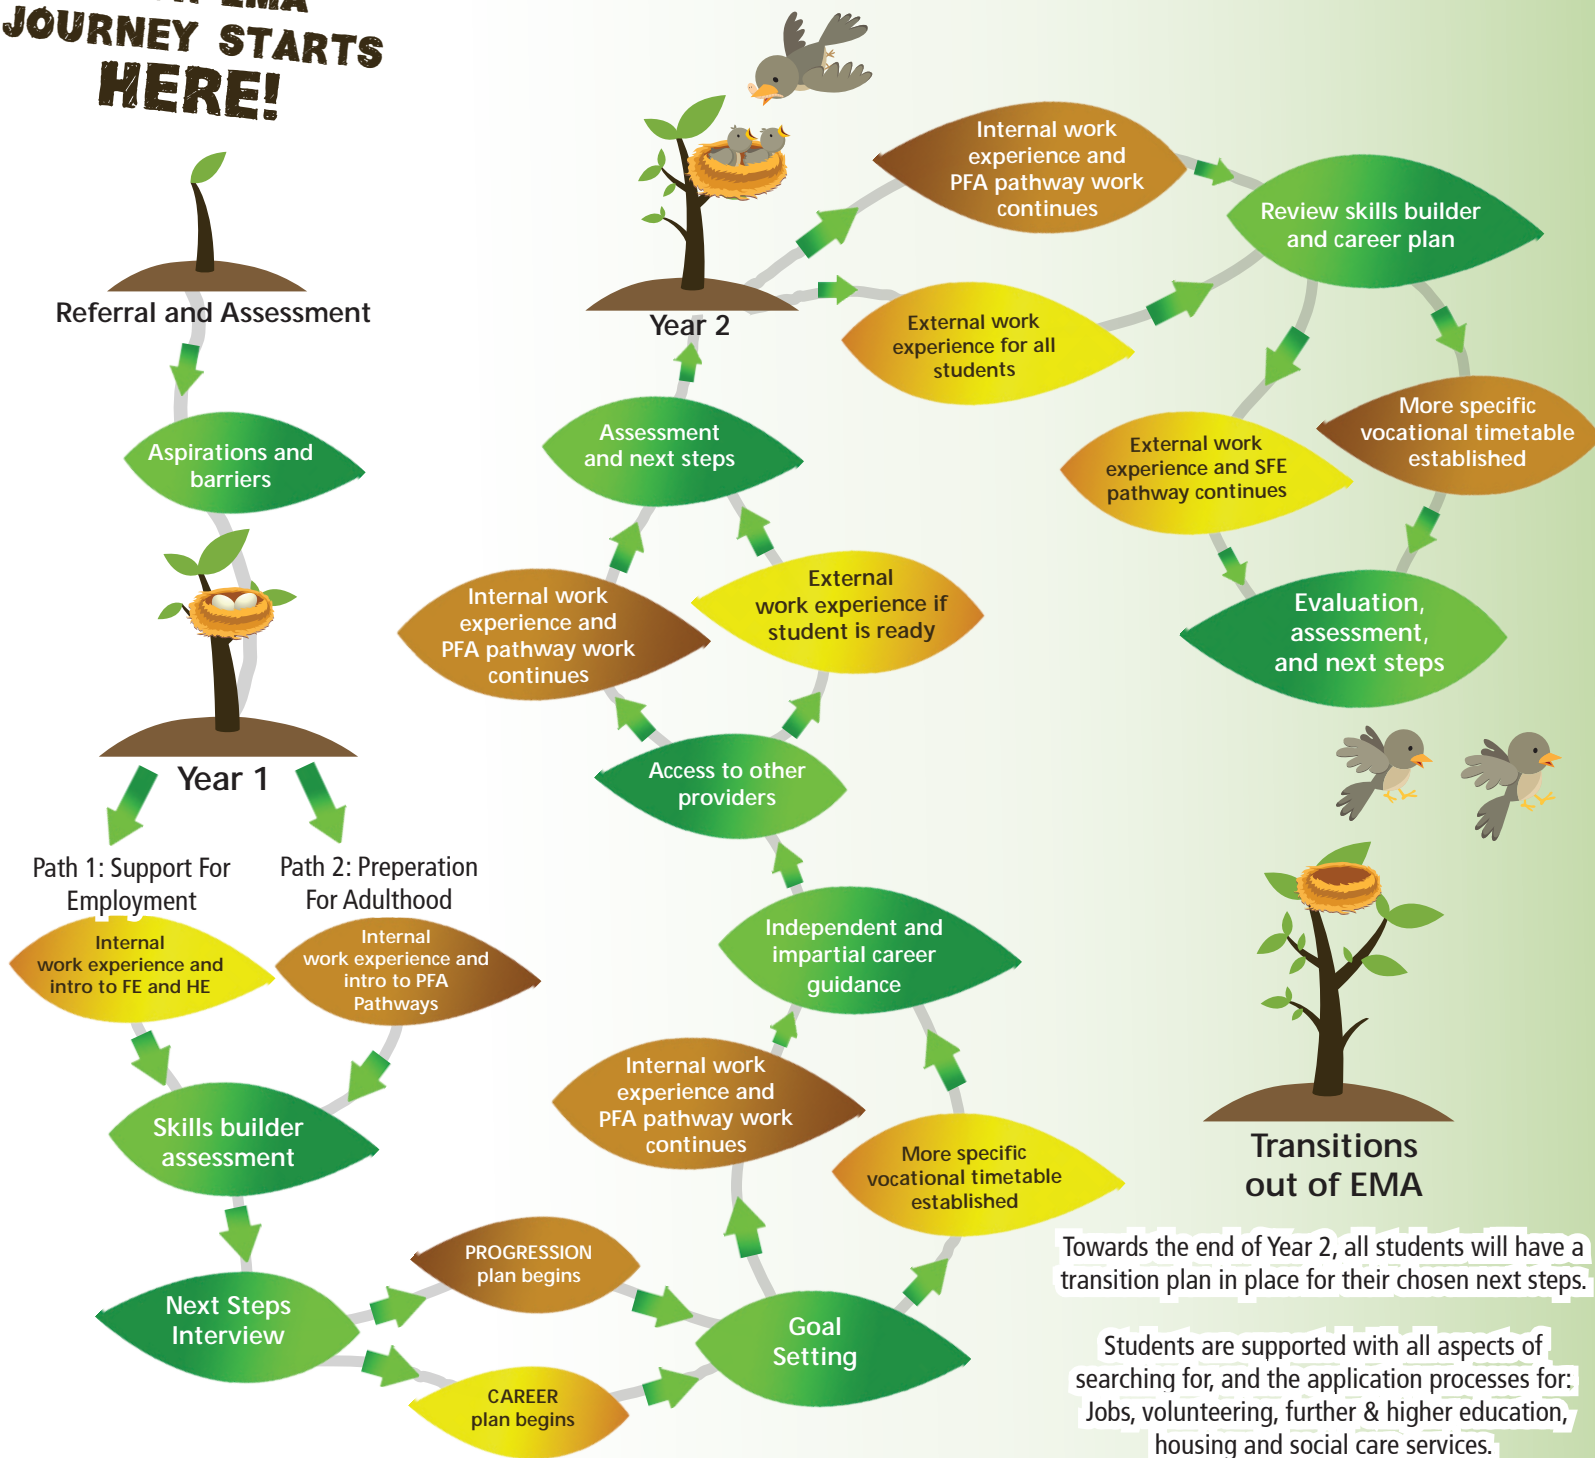 EMA
JOURNEY STARTS
HERE!
Referral and Assessment
Aspirations and
barriers
Year 1
Path 1: Support For
Employment
Internal
work experience and
intro to FE and HE
Path 2: Preperation
For Adulthood
Internal
work experience and
intro to PFA
Pathways
Skills builder
assessment
Next Steps
Interview
PROGRESSION
plan begins
CAREER
plan begins
Goal
Setting
Internal work
experience and
PFA pathway work
continues
More specific
vocational timetable
established
Independent and
impartial career
guidance
Access to other
providers
Internal work
experience and
PFA pathway work
continues
External
work experience if
student is ready
Assessment
and next steps
Year 2
Internal work
experience and
PFA pathway work
continues
External work
experience for all
students
Review skills builder
and career plan
External work
experience and SFE
pathway continues
More specific
vocational timetable
established
Evaluation,
assessment,
and next steps
Transitions
out of EMA
Towards the end of Year 2, all students will have a
transition plan in place for their chosen next steps.
Students are supported with all aspects of
searching for, and the application processes for:
Jobs, volunteering, further & higher education,
housing and social care services.